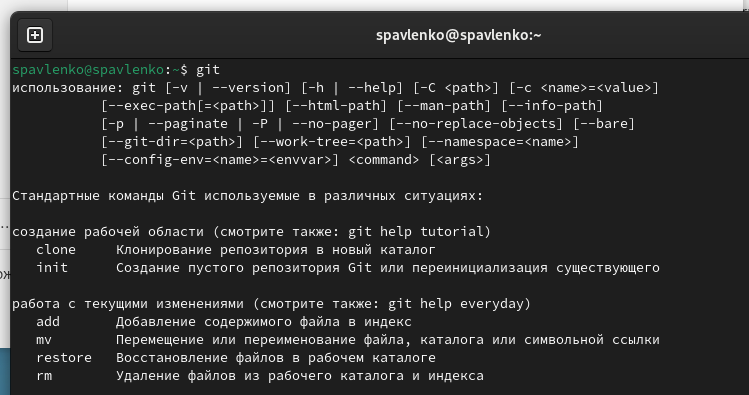 spavlenko@spavlenko:~
spavlenko@spavlenko:~$ git
использование: git [-v | --version] [-h | --help] [-C <path>] [-c <name>=<value>]
[--exec-path[=<path>]] [--html-path] [--man-path] [--info-path]
[-p | --paginate | -P | --no-pager] [--no-replace-objects] [--bare]
[--git-dir=<path>] [--work-tree=<path>] [--namespace=<name>]
[--config-env=<name>=<envvar>] <command> [<args>]
Стандартные команды Git используемые в различных ситуациях:
создание рабочей области (смотрите также: git help tutorial)
clone Клонирование репозитория в новый каталог
init Создание пустого репозитория Git или переинициализация существующего
работа с текущими изменениями (смотрите также: git help everyday)
add Добавление содержимого файла в индекс
mv Перемещение или переименование файла, каталога или символьной ссылки
restore Восстановление файлов в рабочем каталоге
rm Удаление файлов из рабочего каталога и индекса